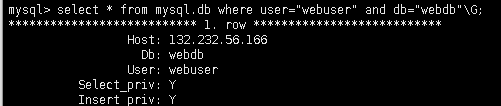 mysql> select * from mysql.db where user="webuser" and db="webdb"\G;
*************************** 1. row ***************************
Host: 132.232.56.166
Db: webdb
User: webuser
Select_priv: Y
Insert_priv: Y